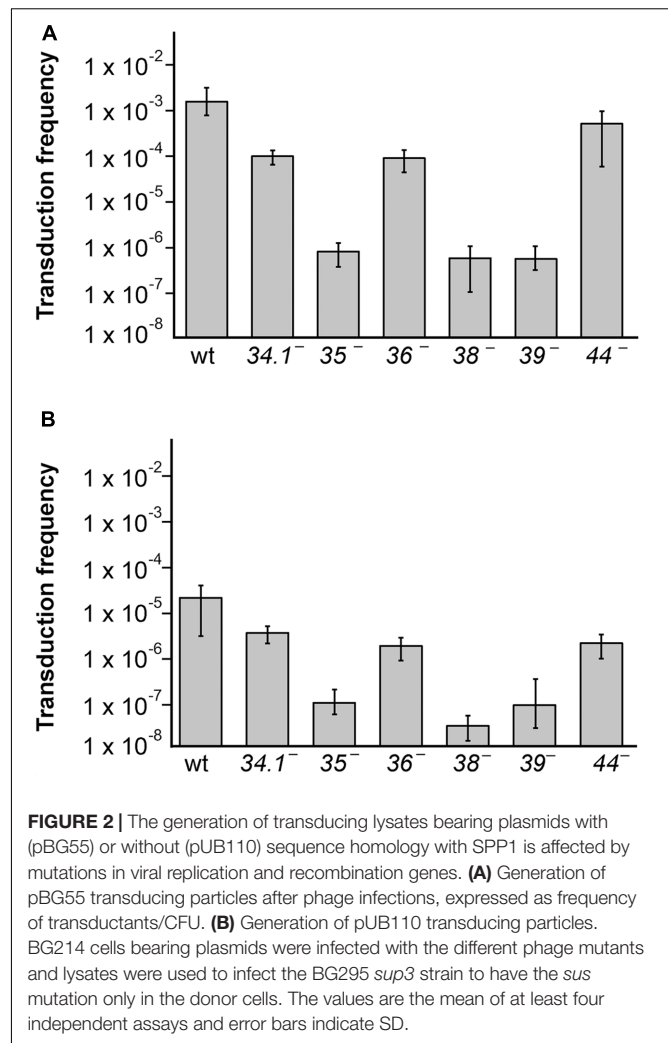 A
Transduction frequency
1 x 10⁻²
1 x 10⁻³
1 x 10⁻⁴
1 x 10⁻⁵
1 x 10⁻⁶
1 x 10⁻⁷
1 x 10⁻⁸
wt 34.1⁻ 35⁻ 36⁻ 38⁻ 39⁻ 44⁻
B
Transduction frequency
1 x 10⁻²
1 x 10⁻³
1 x 10⁻⁴
1 x 10⁻⁵
1 x 10⁻⁶
1 x 10⁻⁷
1 x 10⁻⁸
wt 34.1⁻ 35⁻ 36⁻ 38⁻ 39⁻ 44⁻
FIGURE 2 | The generation of transducing lysates bearing plasmids with
(pBG55) or without (pUB110) sequence homology with SPP1 is affected by
mutations in viral replication and recombination genes. (A) Generation of
pBG55 transducing particles after phage infections, expressed as frequency
of transductants/CFU. (B) Generation of pUB110 transducing particles.
BG214 cells bearing plasmids were infected with the different phage mutants
and lysates were used to infect the BG295 sup3 strain to have the sus
mutation only in the donor cells. The values are the mean of at least four
independent assays and error bars indicate SD.